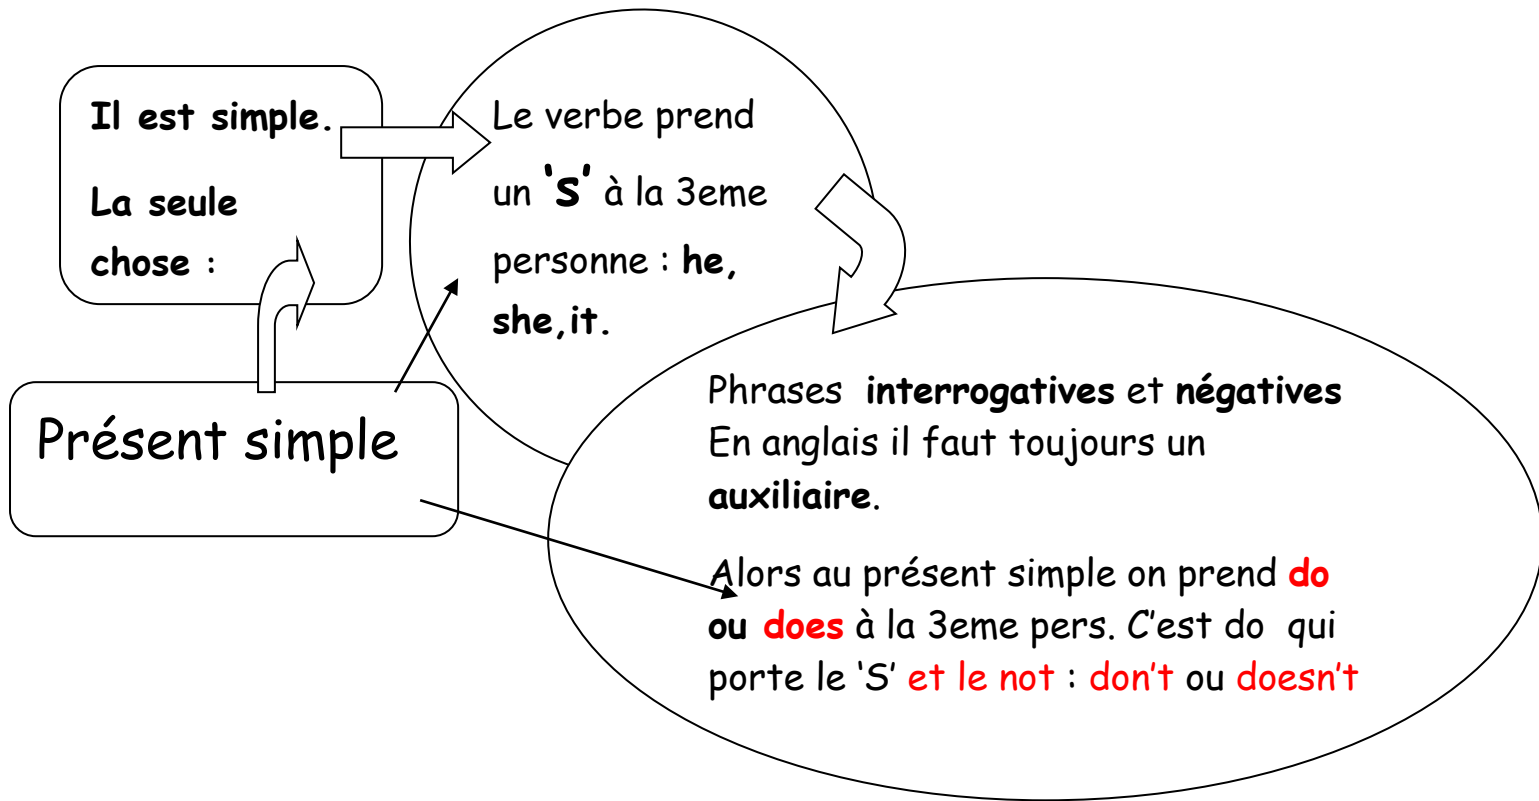 Il est simple.
La seule
chose :
Le verbe prend
un ‘s’ à la 3eme
personne : he,
she,it.
Présent simple
Phrases interrogatives et négatives
En anglais il faut toujours un
auxiliaire.
Alors au présent simple on prend do
ou does à la 3eme pers. C’est do qui
porte le ‘S’ et le not : don’t ou doesn’t